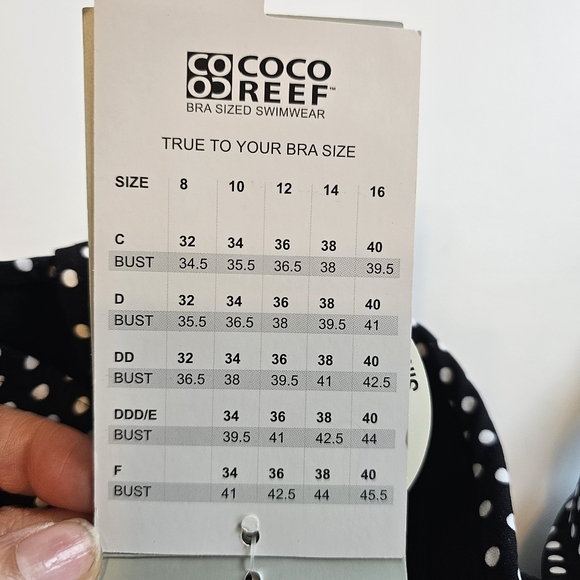 CO
OC
COCO
REEF™
BRA SIZED SWIMWEAR
TRUE TO YOUR BRA SIZE
SIZE 8 10 12 14 16
C 32 34 36 38 40
BUST 34.5 35.5 36.5 38 39.5
D 32 34 36 38 40
BUST 35.5 36.5 38 39.5 41
DD 32 34 36 38 40
BUST 36.5 38 39.5 41 42.5
DDD/E 34 36 38 40
BUST 39.5 41 42.5 44
F 34 36 38 40
BUST 41 42.5 44 45.5